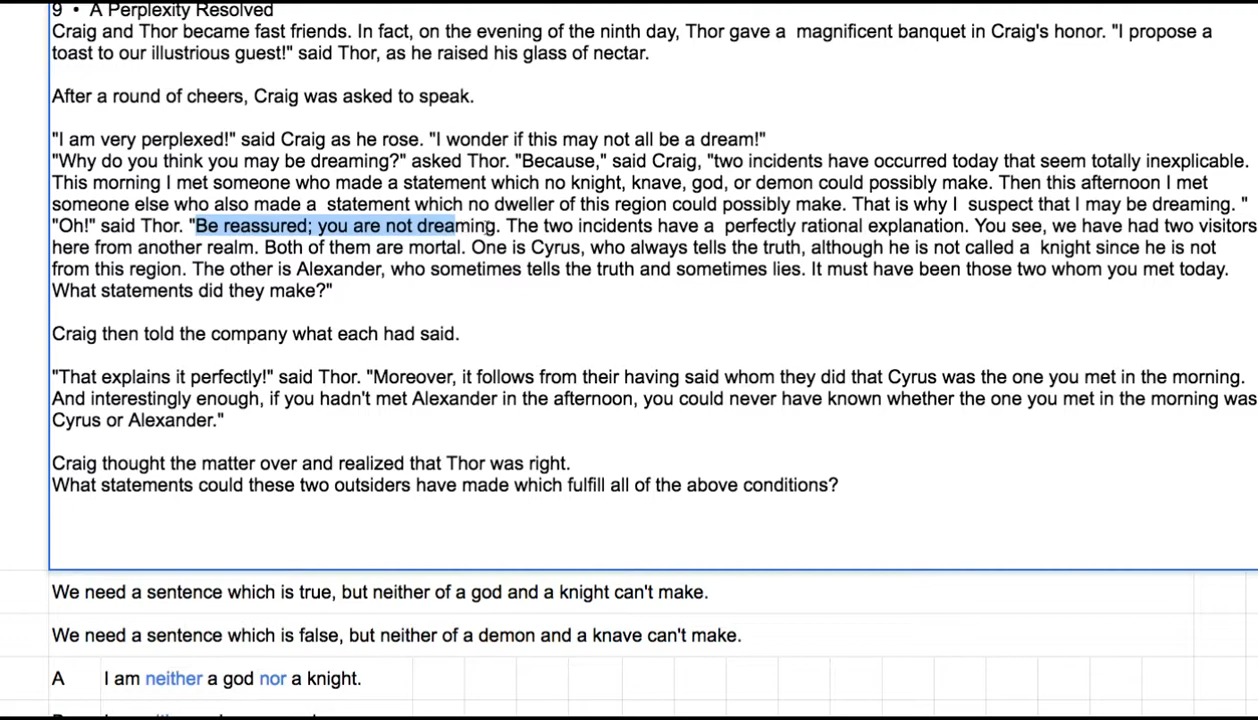 9 • A Perplexity Resolved
Craig and Thor became fast friends. In fact, on the evening of the ninth day, Thor gave a  magnificent banquet in Craig's honor. "I propose a
toast to our illustrious guest!" said Thor, as he raised his glass of nectar.
After a round of cheers, Craig was asked to speak.
"I am very perplexed!" said Craig as he rose. "I wonder if this may not all be a dream!"
"Why do you think you may be dreaming?" asked Thor. "Because," said Craig, "two incidents have occurred today that seem totally inexplicable.
This morning I met someone who made a statement which no knight, knave, god, or demon could possibly make. Then this afternoon I met
someone else who also made a  statement which no dweller of this region could possibly make. That is why I  suspect that I may be dreaming. "
"Oh!" said Thor. "Be reassured; you are not dreaming. The two incidents have a  perfectly rational explanation. You see, we have had two visitors
here from another realm. Both of them are mortal. One is Cyrus, who always tells the truth, although he is not called a  knight since he is not
from this region. The other is Alexander, who sometimes tells the truth and sometimes lies. It must have been those two whom you met today.
What statements did they make?"
Craig then told the company what each had said.
"That explains it perfectly!" said Thor. "Moreover, it follows from their having said whom they did that Cyrus was the one you met in the morning.
And interestingly enough, if you hadn't met Alexander in the afternoon, you could never have known whether the one you met in the morning was
Cyrus or Alexander."
Craig thought the matter over and realized that Thor was right.
What statements could these two outsiders have made which fulfill all of the above conditions?
We need a sentence which is true, but neither of a god and a knight can't make.
We need a sentence which is false, but neither of a demon and a knave can't make.
A I am neither a god nor a knight.